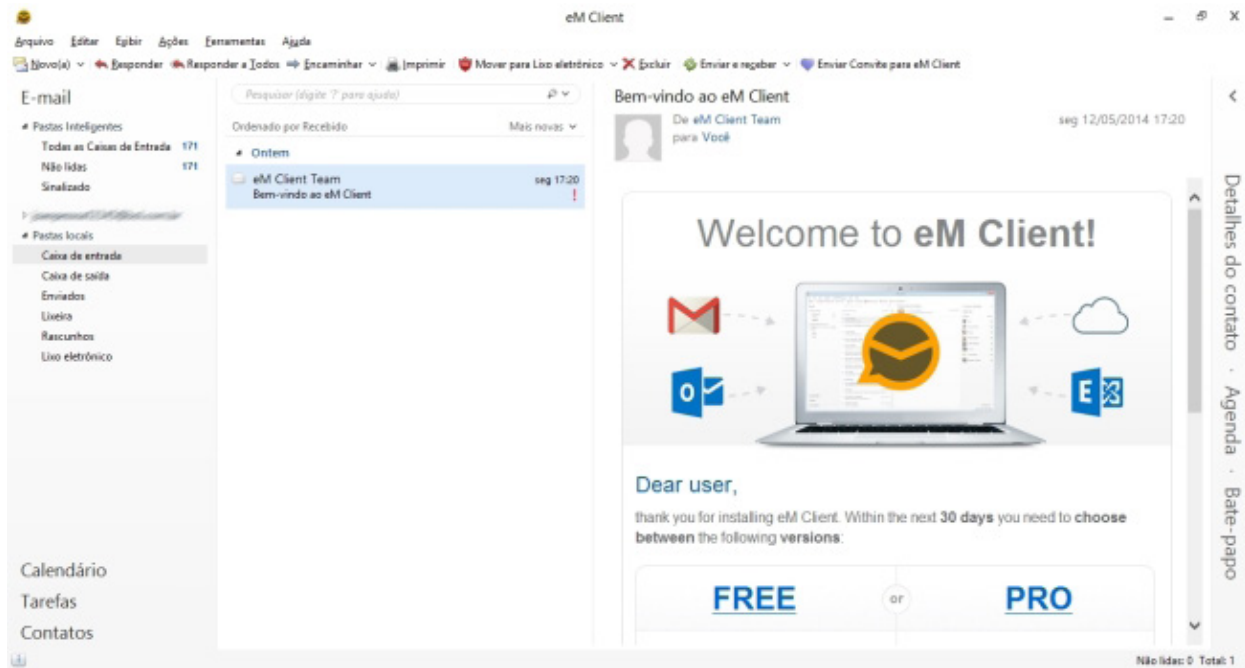 eM Client
Arquivo Editar Exibir Ações Ferramentas Ajuda
Novo(a) Responder Responder a Todos Encaminhar Imprimir Mover para Lixo eletrônico Excluir Enviar e receber Enviar Convite para eM Client
E-mail
Pastas Inteligentes
Todas as Caixas de Entrada 171
Não lidas 171
Sinalizado
Pastas locais
Caixa de entrada
Caixa de saída
Enviados
Lixeira
Rascunhos
Lixo eletrônico
Calendário
Tarefas
Contatos
Pesquisar (digite '?' para ajuda)
Ordenado por Recebido Mais novas
Ontem
eM Client Team seg 17:20
Bem-vindo ao eM Client !
Bem-vindo ao eM Client
De eM Client Team seg 12/05/2014 17:20
para Você
Welcome to eM Client!
Dear user,
thank you for installing eM Client. Within the next 30 days you need to choose
between the following versions:
FREE or PRO
Detalhes do contato · Agenda · Bate-papo
Não lidas: 0 Total: 1